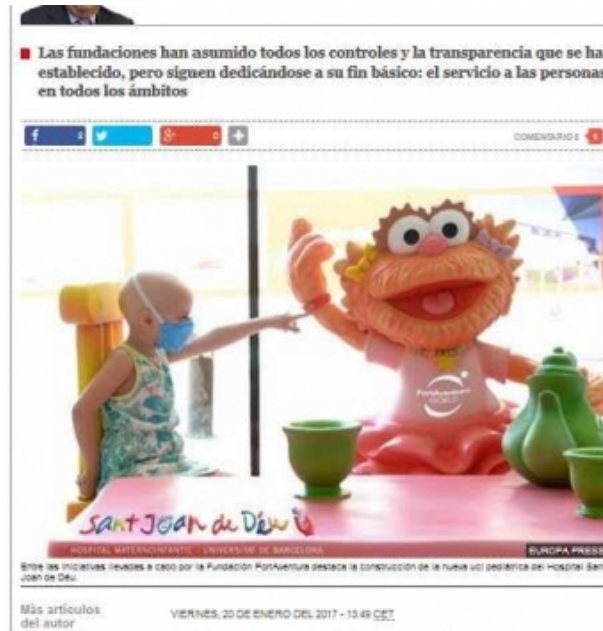 Las fundaciones han asumido todos los controles y la transparencia que se ha
establecido, pero siguen dedicándose a su fin básico: el servicio a las personas
en todos los ámbitos
COMENTARIOS
PortAventura
WORLD
Sant Joan de Déu
HOSPITAL MATERNOINFANTIL - UNIVERSITAT DE BARCELONA
EUROPA PRESS
Entre las iniciativas llevadas a cabo por la Fundación PortAventura destaca la construcción de la nueva uci pediátrica del Hospital Sant
Joan de Déu.
Más artículos
del autor
VIERNES, 20 DE ENERO DEL 2017 - 13:49 CET